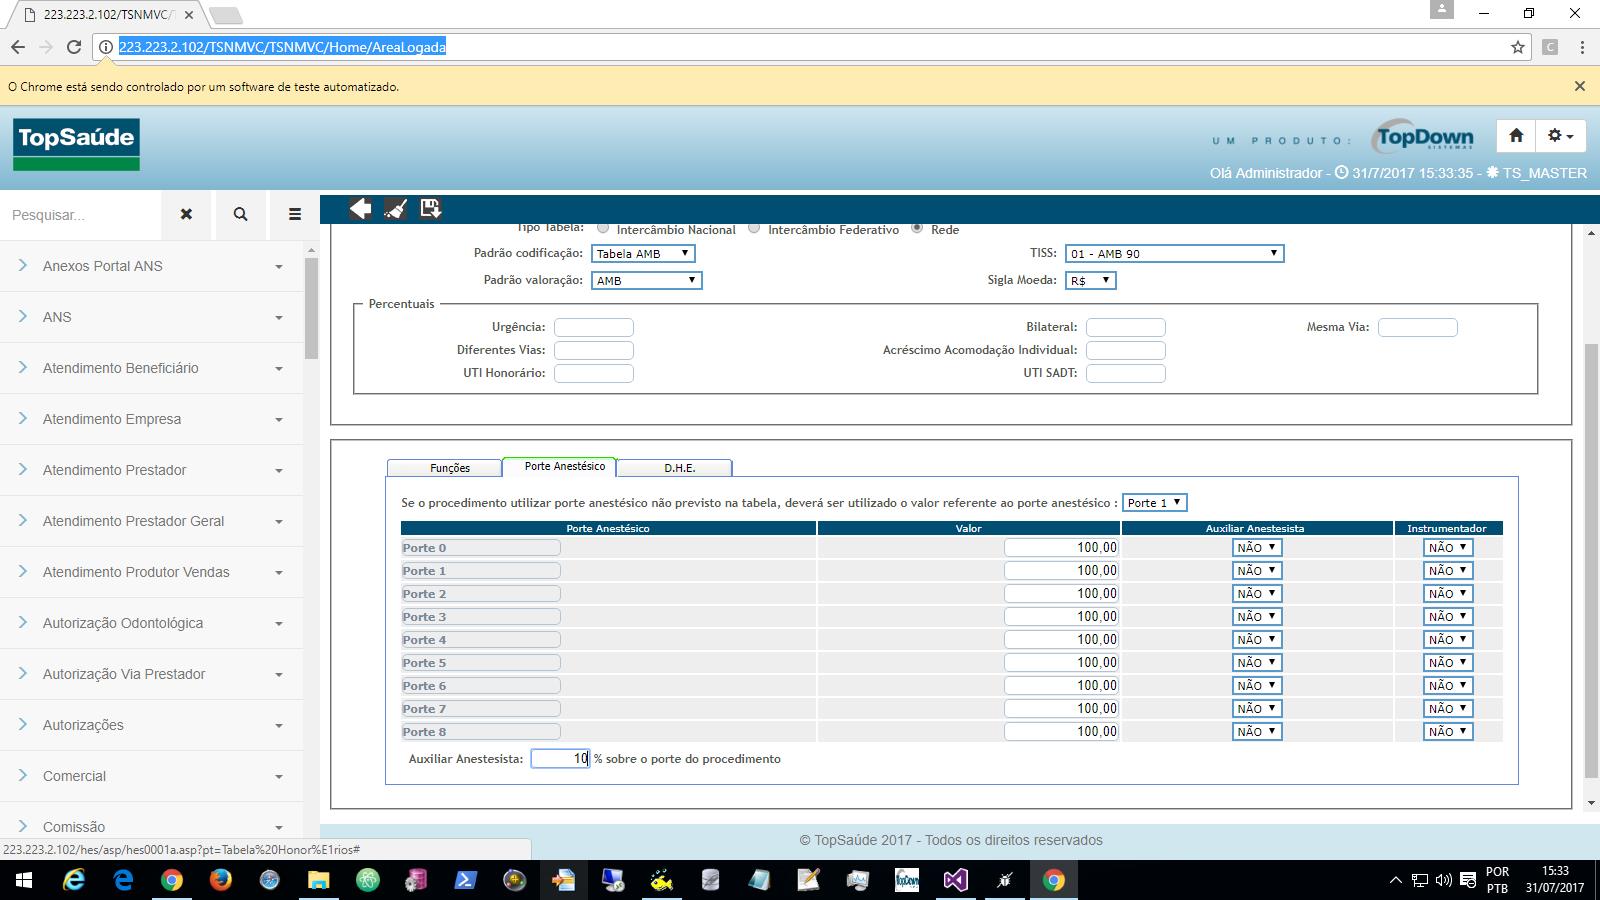 223.223.2.102/TSNMVC/T
223.223.2.102/TSNMVC/TSNMVC/Home/AreaLogada
C
O Chrome está sendo controlado por um software de teste automatizado.
TopSaúde
UM PRODUTO:
TopDown
SISTEMAS
Olá Administrador - 31/7/2017 15:33:35 - TS_MASTER
Pesquisar...
Anexos Portal ANS
ANS
Atendimento Beneficiário
Atendimento Empresa
Atendimento Prestador
Atendimento Prestador Geral
Atendimento Produtor Vendas
Autorização Odontológica
Autorização Via Prestador
Autorizações
Comercial
Comissão
Tipo Tabela: Intercâmbio Nacional Intercâmbio Federativo Rede
Padrão codificação: Tabela AMB TISS: 01 - AMB 90
Padrão valoração: AMB Sigla Moeda: R$
Percentuais
Urgência: Bilateral: Mesma Via:
Diferentes Vias: Acréscimo Acomodação Individual:
UTI Honorário: UTI SADT:
Funções Porte Anestésico D.H.E.
Se o procedimento utilizar porte anestésico não previsto na tabela, deverá ser utilizado o valor referente ao porte anestésico : Porte 1
Porte Anestésico Valor Auxiliar Anestesista Instrumentador
Porte 0 100,00 NÃO NÃO
Porte 1 100,00 NÃO NÃO
Porte 2 100,00 NÃO NÃO
Porte 3 100,00 NÃO NÃO
Porte 4 100,00 NÃO NÃO
Porte 5 100,00 NÃO NÃO
Porte 6 100,00 NÃO NÃO
Porte 7 100,00 NÃO NÃO
Porte 8 100,00 NÃO NÃO
Auxiliar Anestesista: 10 % sobre o porte do procedimento
© TopSaúde 2017 - Todos os direitos reservados
223.223.2.102/hes/asp/hes0001a.asp?pt=Tabela%20Honor%E1rios#
TopDown
POR
PTB
15:33
31/07/2017